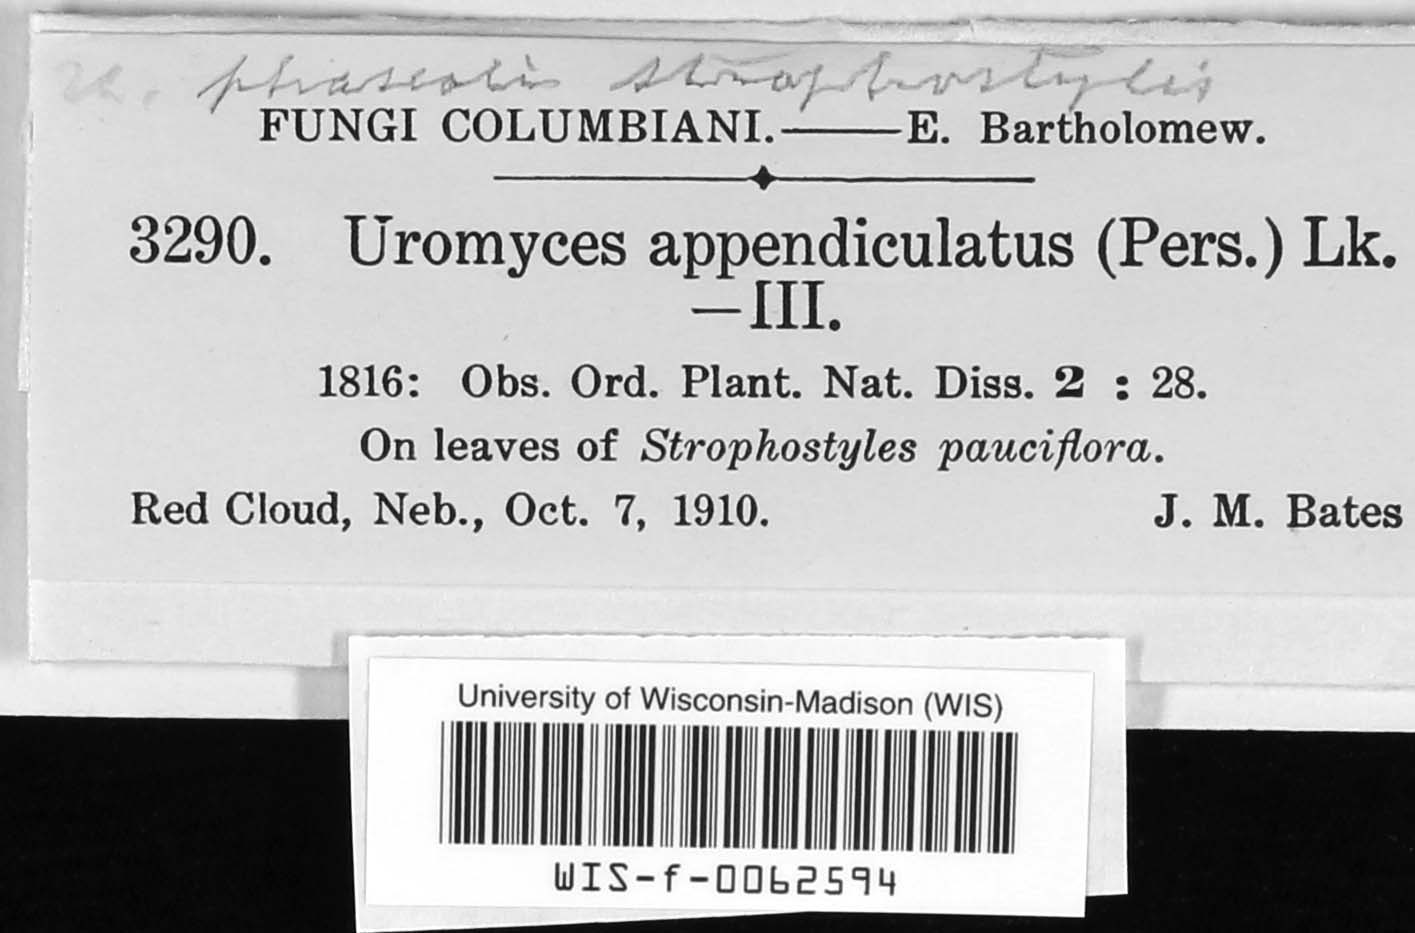 U. phaseolis strophostylis
FUNGI COLUMBIANI.——E. Bartholomew.
3290. Uromyces appendiculatus (Pers.) Lk.
—III.
1816: Obs. Ord. Plant. Nat. Diss. 2 : 28.
On leaves of Strophostyles pauciflora.
Red Cloud, Neb., Oct. 7, 1910. J. M. Bates
University of Wisconsin-Madison (WIS)
WIS-f-0062594